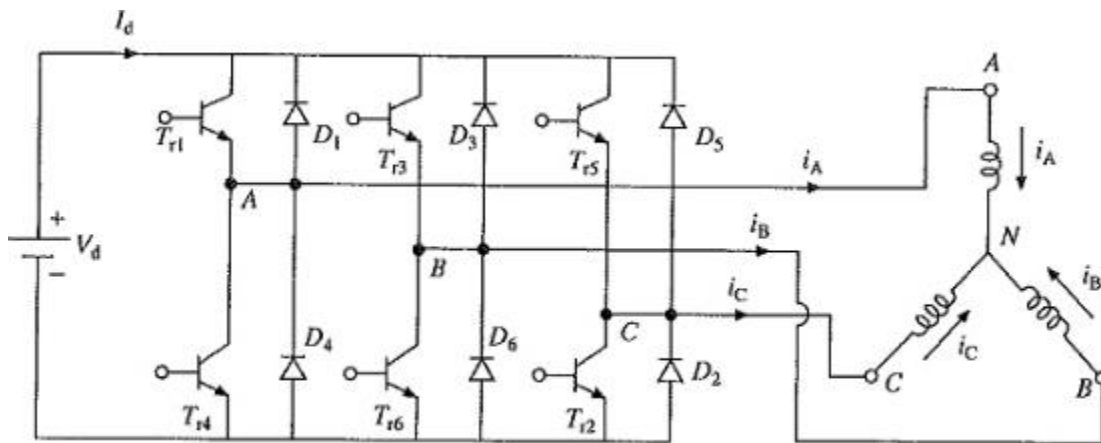 I_d
A
T_r1
D_1
T_r3
D_3
T_r5
D_5
i_A
i_A
A
+
V_d
−
B
i_B
N
i_B
C
i_C
i_C
D_4
D_6
D_2
C
B
T_r4
T_r6
T_r2